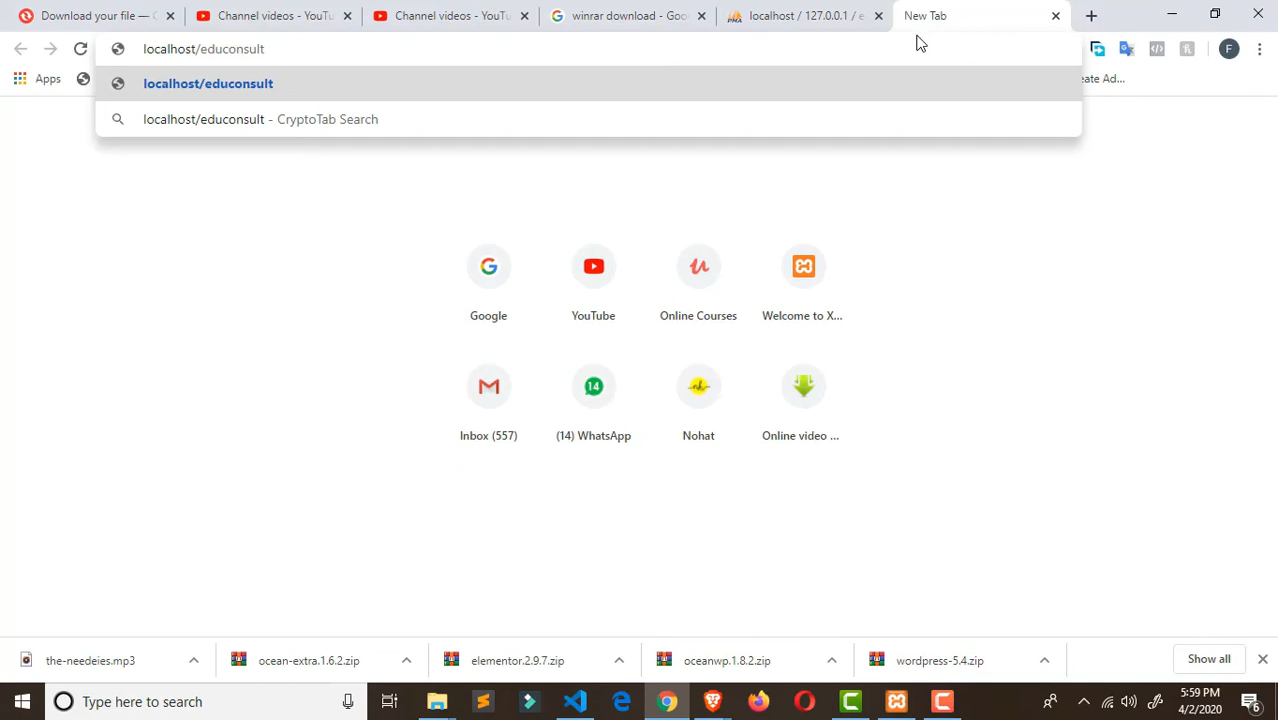 Download your file — C
Channel videos - YouTu
Channel videos - YouTu
winrar download - Goo
localhost / 127.0.0.1 / e
New Tab
localhost/educonsult
F
Apps
eate Ad...
localhost/educonsult
localhost/educonsult - CryptoTab Search
Google
YouTube
Online Courses
Welcome to X...
14
Inbox (557)
(14) WhatsApp
Nohat
Online video ...
the-needeies.mp3
ocean-extra.1.6.2.zip
elementor.2.9.7.zip
oceanwp.1.8.2.zip
wordpress-5.4.zip
Show all
Type here to search
5:59 PM
4/2/2020
6